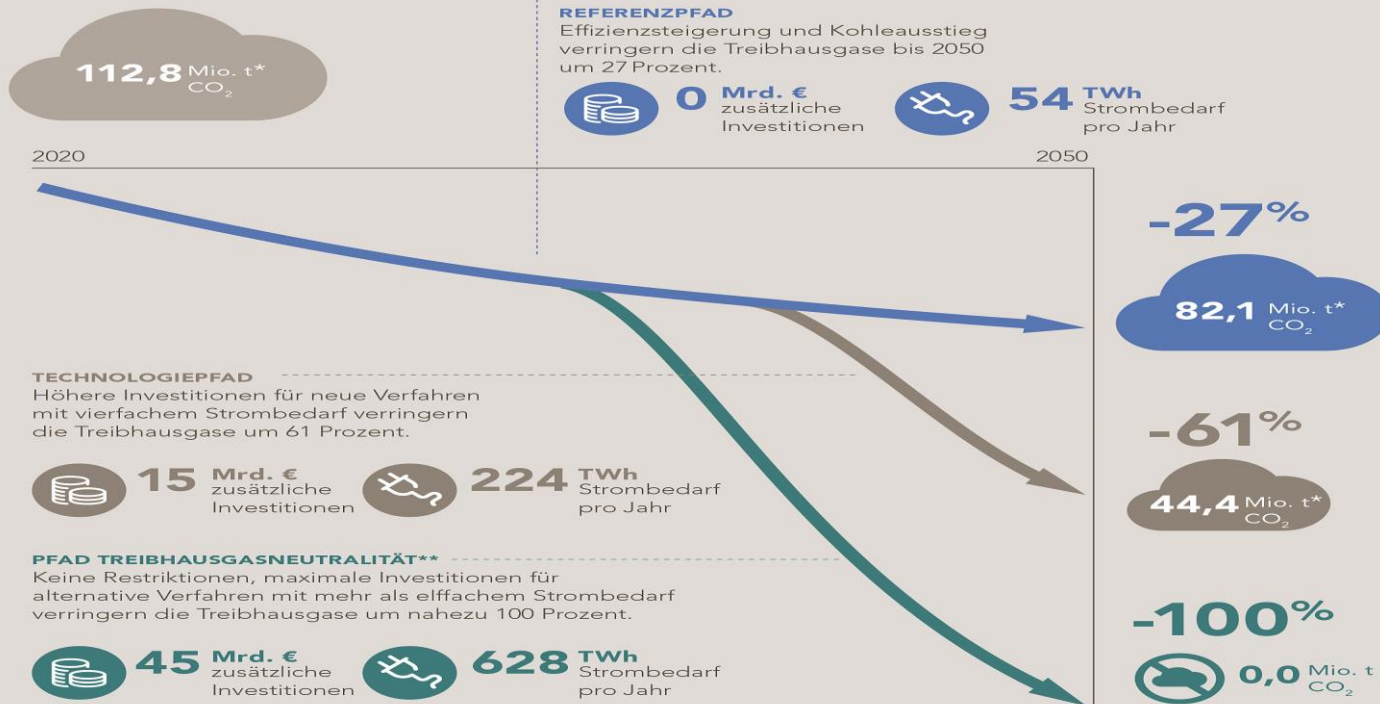 112,8 Mio. t*
CO₂
REFERENZPFAD
Effizienzsteigerung und Kohleausstieg
verringern die Treibhausgase bis 2050
um 27 Prozent.
0 Mrd. €
zusätzliche
Investitionen
54 TWh
Strombedarf
pro Jahr
2020
2050
-27%
82,1 Mio. t*
CO₂
TECHNOLOGIEPFAD
Höhere Investitionen für neue Verfahren
mit vierfachem Strombedarf verringern
die Treibhausgase um 61 Prozent.
15 Mrd. €
zusätzliche
Investitionen
224 TWh
Strombedarf
pro Jahr
-61%
44,4 Mio. t*
CO₂
PFAD TREIBHAUSGASNEUTRALITÄT**
Keine Restriktionen, maximale Investitionen für
alternative Verfahren mit mehr als elffachem Strombedarf
verringern die Treibhausgase um nahezu 100 Prozent.
45 Mrd. €
zusätzliche
Investitionen
628 TWh
Strombedarf
pro Jahr
-100%
0,0 Mio. t
CO₂